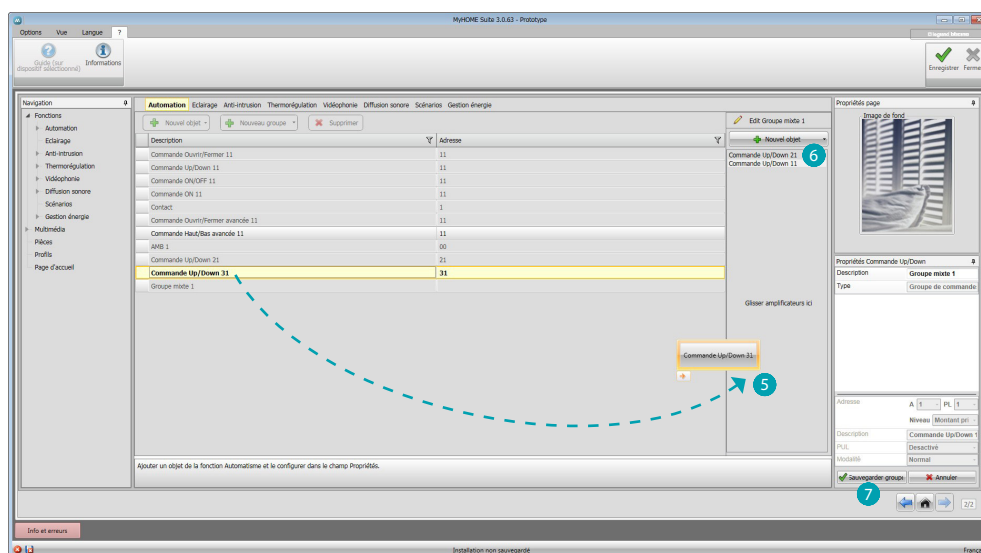 MyHOME Suite 3.0.63 - Prototype
Options Vue Langue ?
Guide (sur dispositif sélectionné)
Informations
Enregistrer Ferme
Navigation
Fonctions
Automation
Eclairage
Anti-intrusion
Thermorégulation
Vidéophonie
Diffusion sonore
Scénarios
Gestion énergie
Multimédia
Pièces
Profils
Page d'accueil
Automation Eclairage Anti-intrusion Thermorégulation Vidéophonie Diffusion sonore Scénarios Gestion énergie
Nouvel objet Nouveau groupe Supprimer
Description Adresse
Commande Ouvrir/Fermer 11 11
Commande Up/Down 11 11
Commande ON/OFF 11 11
Commande ON 11 11
Contact 1
Commande Ouvrir/Fermer avancée 11 11
Commande Haut/Bas avancée 11 11
AMB 1 00
Commande Up/Down 21 21
Commande Up/Down 31 31
Groupe mixte 1
Edit Groupe mixte 1
Nouvel objet
6
Commande Up/Down 21
Commande Up/Down 11
Glisser amplificateurs ici
Commande Up/Down 31
5
Ajouter un objet de la fonction Automatisme et le configurer dans le champ Propriétés.
Propriétés page
Image de fond
Propriétés Commande Up/Down
Description Groupe mixte 1
Type Groupe de commande
Adresse A 1 PL 1
Niveau Montant pri
Description Commande Up/Down 1
PUL Desactivé
Modalité Normal
Sauvegarder groupe Annuler
7
2/2
Info et erreurs
Installation non sauvegardé
França